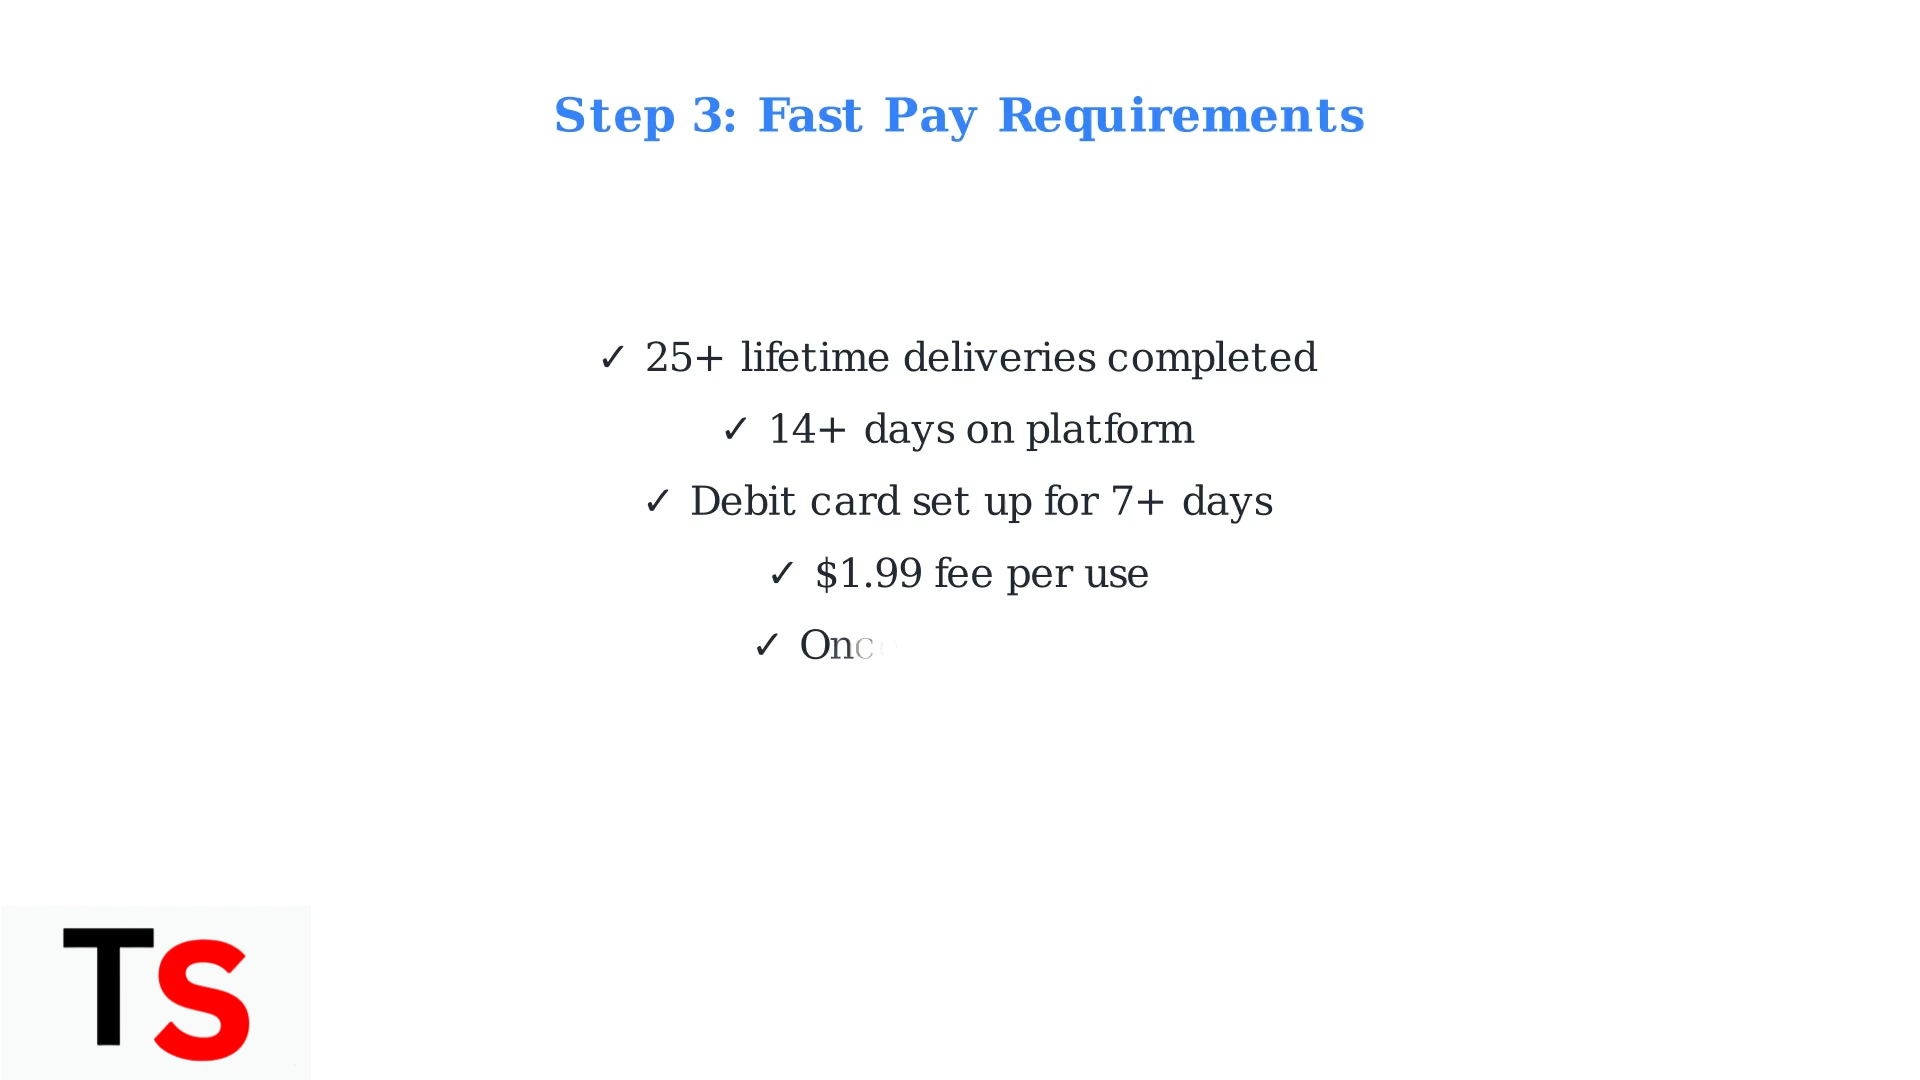 Step 3: Fast Pay Requirements
✓ 25+ lifetime deliveries completed
✓ 14+ days on platform
✓ Debit card set up for 7+ days
✓ $1.99 fee per use
✓ Once
TS